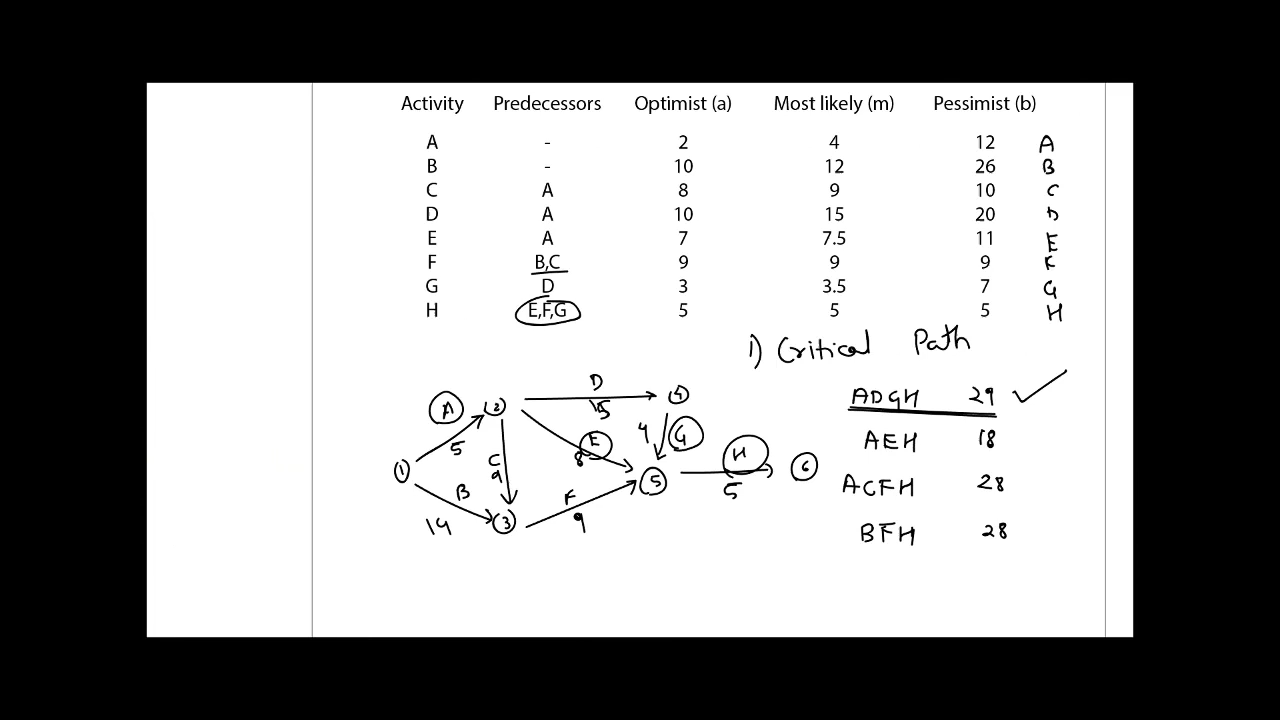 Activity Predecessors Optimist (a) Most likely (m) Pessimist (b)
A - 2 4 12 A
B - 10 12 26 B
C A 8 9 10 C
D A 10 15 20 D
E A 7 7.5 11 E
F B,C 9 9 9 F
G D 3 3.5 7 G
H E,F,G 5 5 5 H
1) Critical Path
ADGH 29
AEH 18
ACFH 28
BFH 28
D
15
4
A
2
5
E
8
4
G
H
5
C
9
1
B
14
3
F
9
5
6